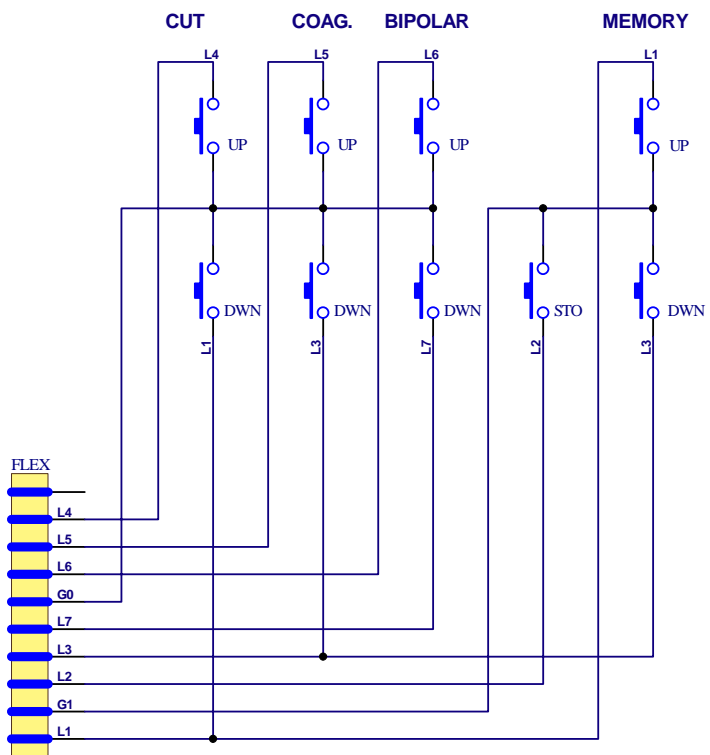 CUT COAG. BIPOLAR MEMORY
L4 L5 L6 L1
UP UP UP UP
DWN DWN DWN STO DWN
L1 L3 L7 L2 L3
FLEX
L4
L5
L6
G0
L7
L3
L2
G1
L1